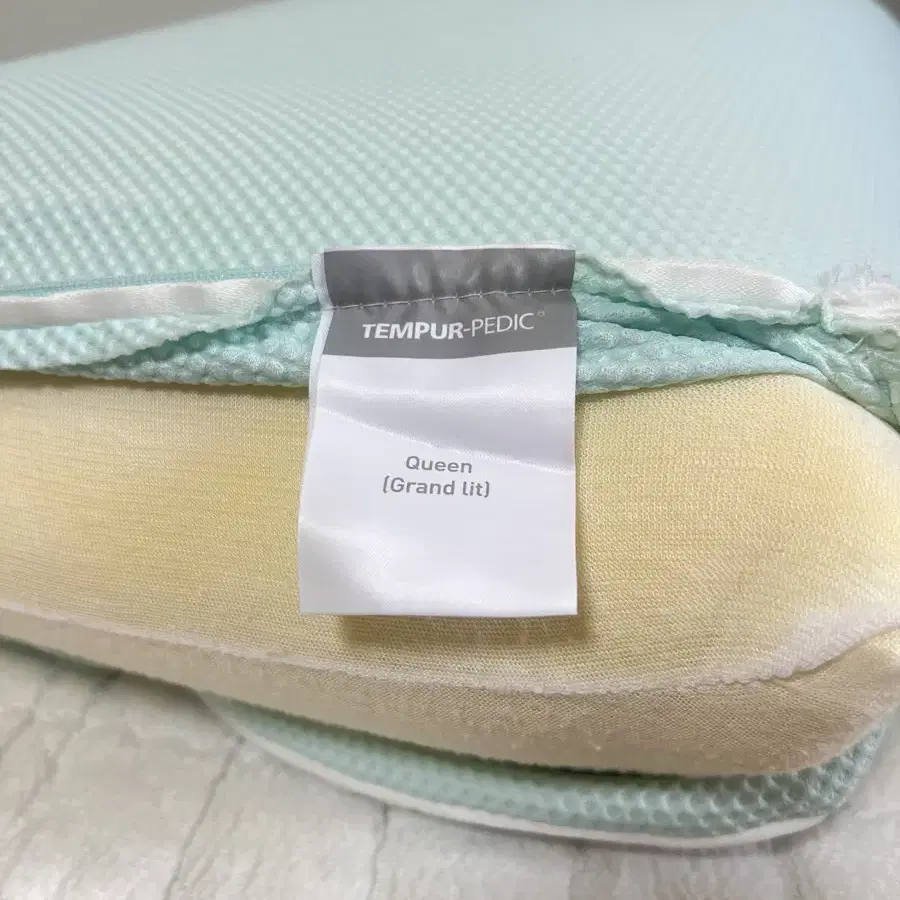 TEMPUR-PEDIC®
Queen
(Grand lit)